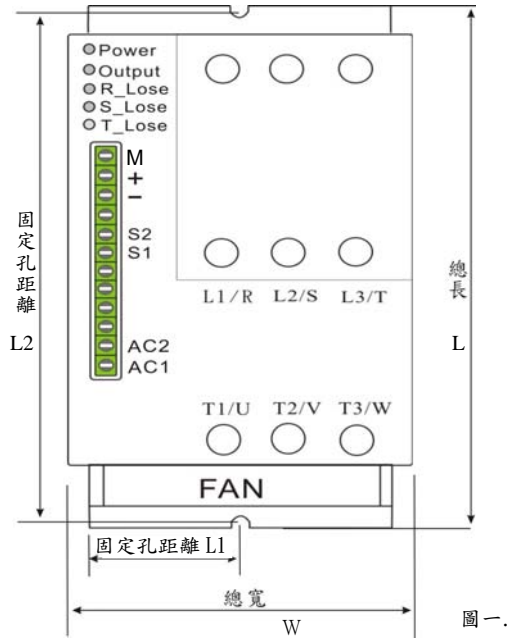 Power
Output
R_Lose
S_Lose
T_Lose
M
+
−
S2
S1
AC2
AC1
L1/R L2/S L3/T
T1/U T2/V T3/W
FAN
固定孔距離
L2
總長
L
固定孔距離 L1
總寬
W
圖一.